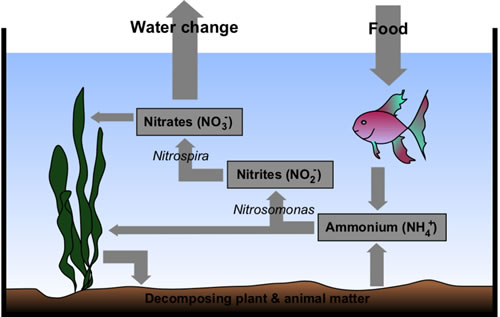 Water change
Food
Nitrates (NO₃⁻)
Nitrospira
Nitrites (NO₂⁻)
Nitrosomonas
Ammonium (NH₄⁺)
Decomposing plant & animal matter